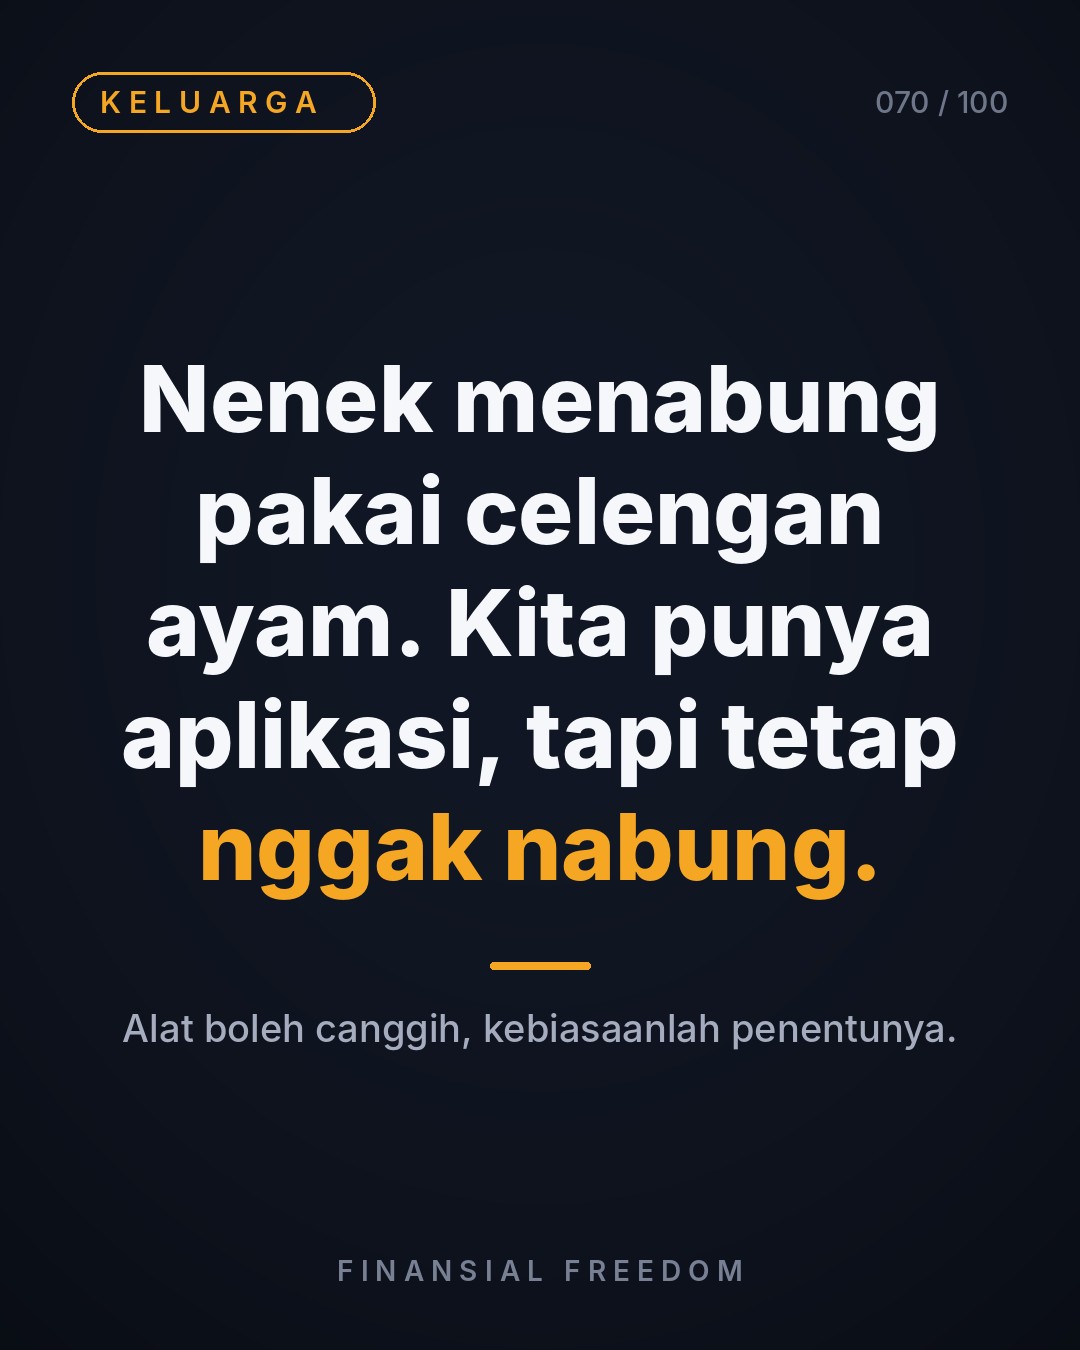 KELUARGA
070 / 100
Nenek menabung
pakai celengan
ayam. Kita punya
aplikasi, tapi tetap
nggak nabung.
Alat boleh canggih, kebiasaanlah penentunya.
FINANSIAL FREEDOM